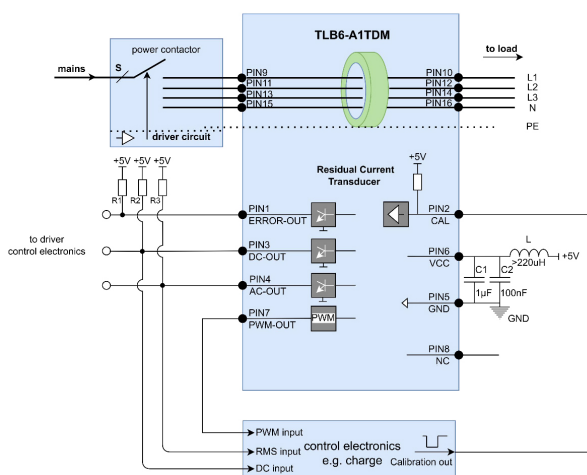 TLB6-A1TDM
power contactor
to load
mains
S
PIN9
PIN11
PIN13
PIN15
PIN10
PIN12
PIN14
PIN16
L1
L2
L3
N
PE
driver circuit
+5V
+5V
+5V
R1
R2
R3
Residual Current
Transducer
+5V
PIN1
ERROR-OUT
PIN2
CAL
to driver
control electronics
PIN3
DC-OUT
PIN4
AC-OUT
PIN7
PWM-OUT
PWM
PIN6
VCC
L
>220uH
+5V
C1
1μF
C2
100nF
PIN5
GND
GND
PIN8
NC
PWM input
RMS input
DC input
control electronics
e.g. charge
Calibration out